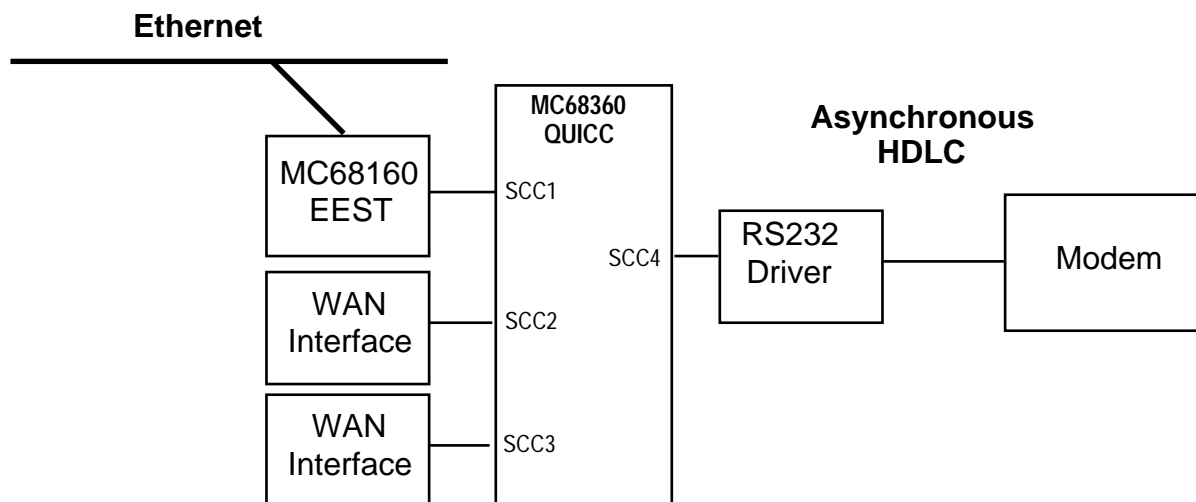 Ethernet
MC68360
QUICC
Asynchronous
HDLC
MC68160
EEST
SCC1
RS232
Driver
SCC4
Modem
WAN
Interface
SCC2
WAN
Interface
SCC3